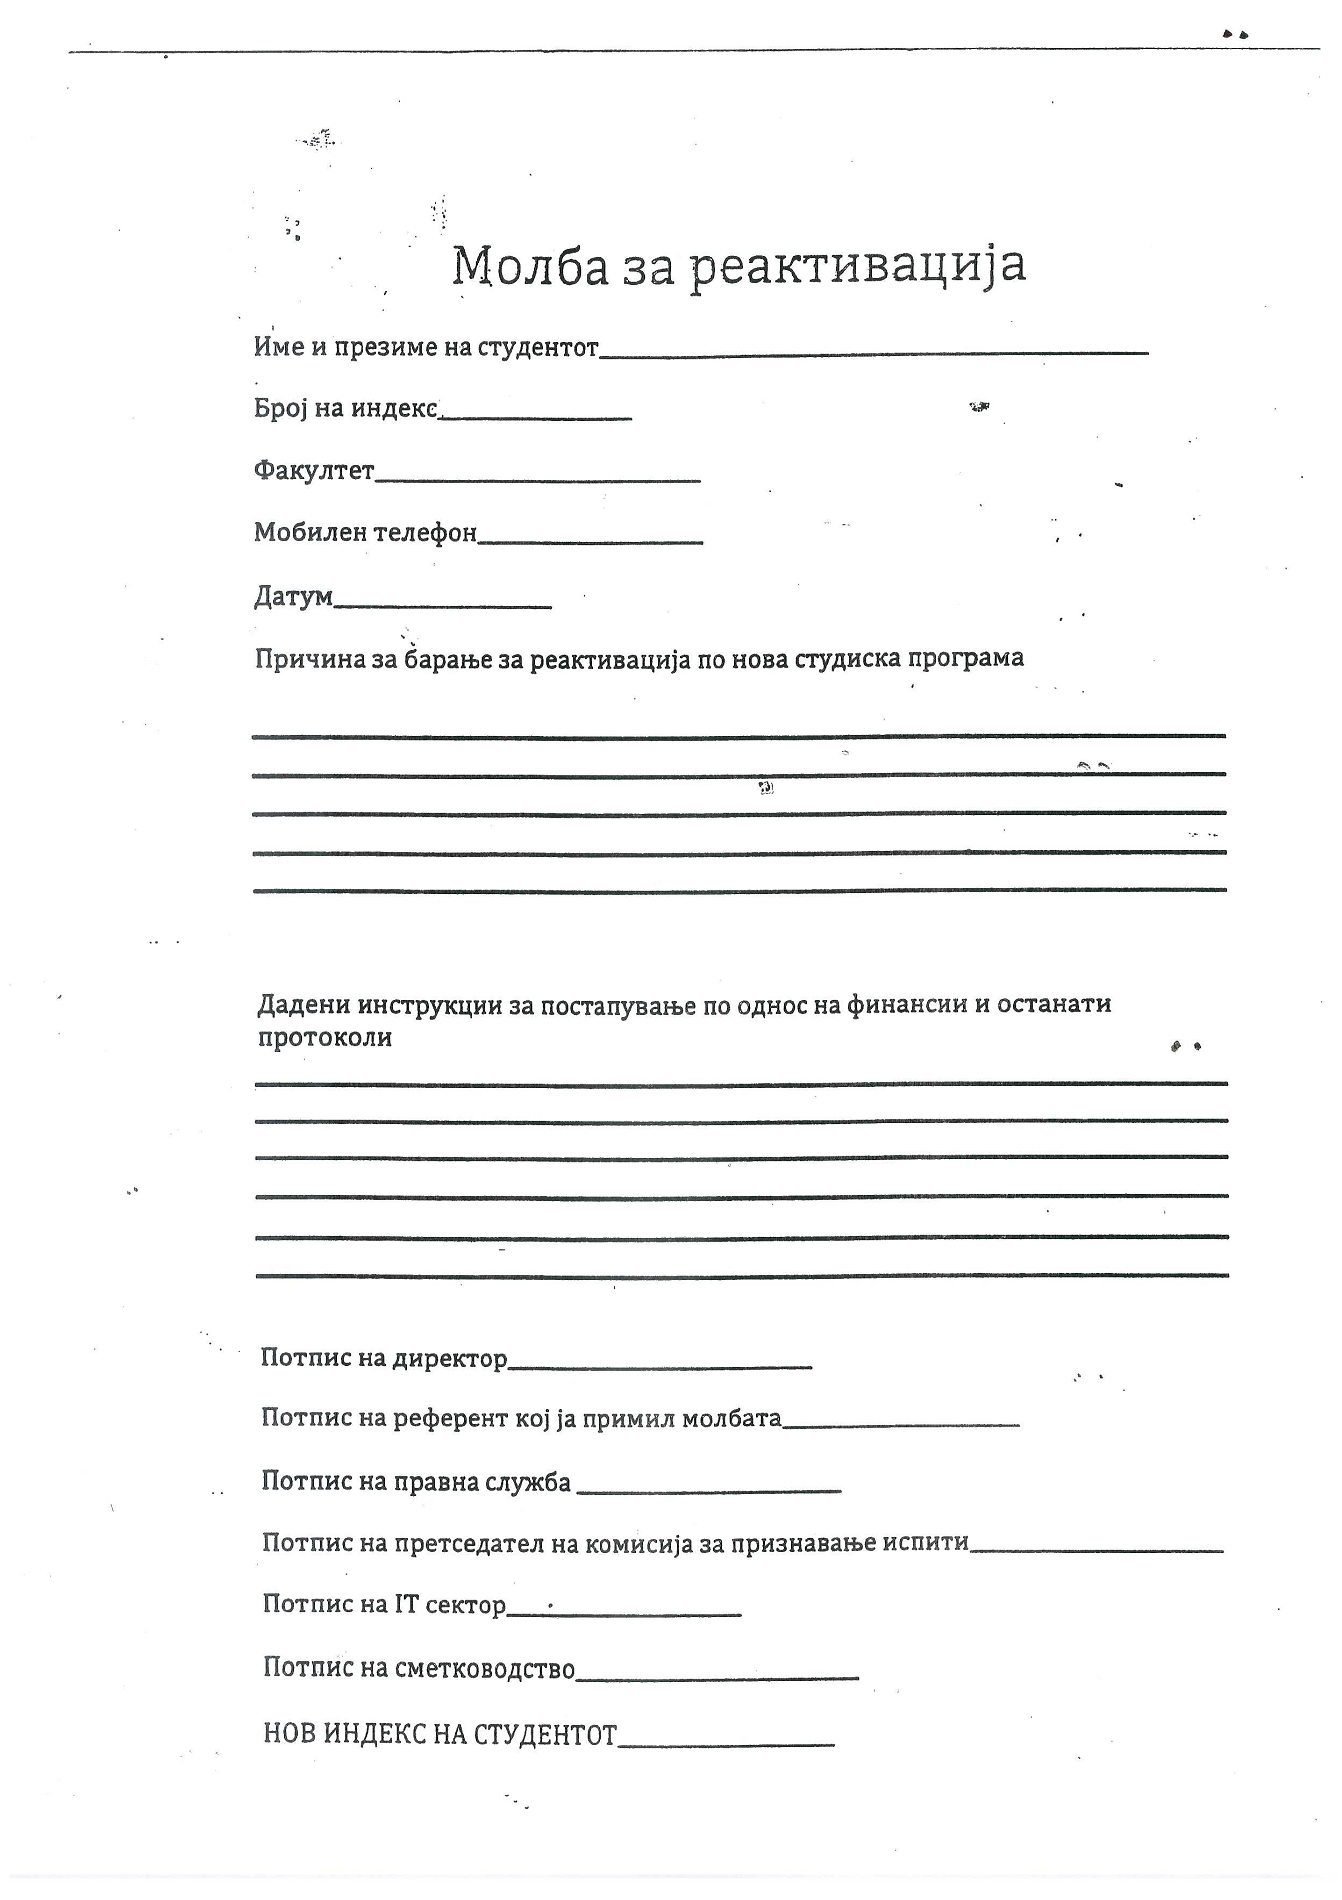 Молба за реактивација
Име и презиме на студентот
Број на индекс
Факултет
Мобилен телефон
Датум
Причина за барање за реактивација по нова студиска програма
Дадени инструкции за постапување по однос на финансии и останати
протоколи
Потпис на директор
Потпис на референт кој ја примил молбата
Потпис на правна служба
Потпис на претседател на комисија за признавање испити
Потпис на IT сектор
Потпис на сметководство
НОВ ИНДЕКС НА СТУДЕНТОТ